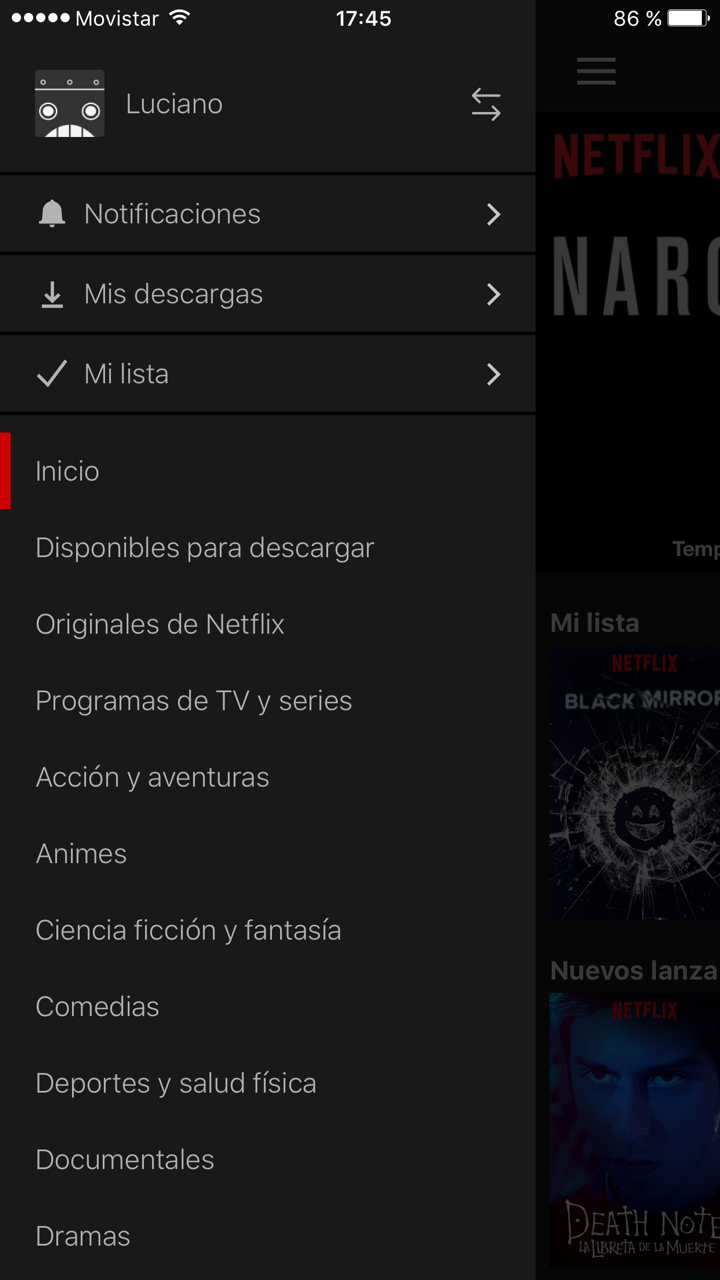 Movistar 17:45 86 %
Luciano
Notificaciones
Mis descargas
Mi lista
Inicio
Disponibles para descargar
Originales de Netflix
Programas de TV y series
Acción y aventuras
Animes
Ciencia ficción y fantasía
Comedias
Deportes y salud física
Documentales
Dramas
NETFLIX
NARC
Temp
Mi lista
NETFLIX
BLACK MIRROR
Nuevos lanza
NETFLIX
DEATH NOTE
LA LIBRETA DE LA MUERTE